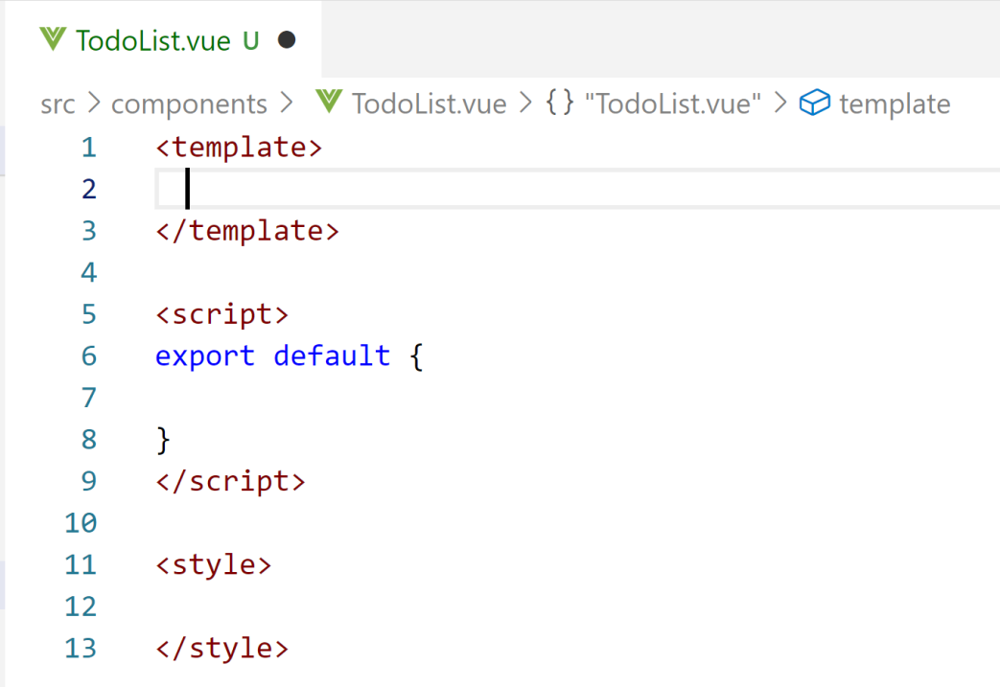 TodoList.vue U
src > components > TodoList.vue > {} "TodoList.vue" > template
1 <template>
2
3 </template>
4
5 <script>
6 export default {
7
8 }
9 </script>
10
11 <style>
12
13 </style>